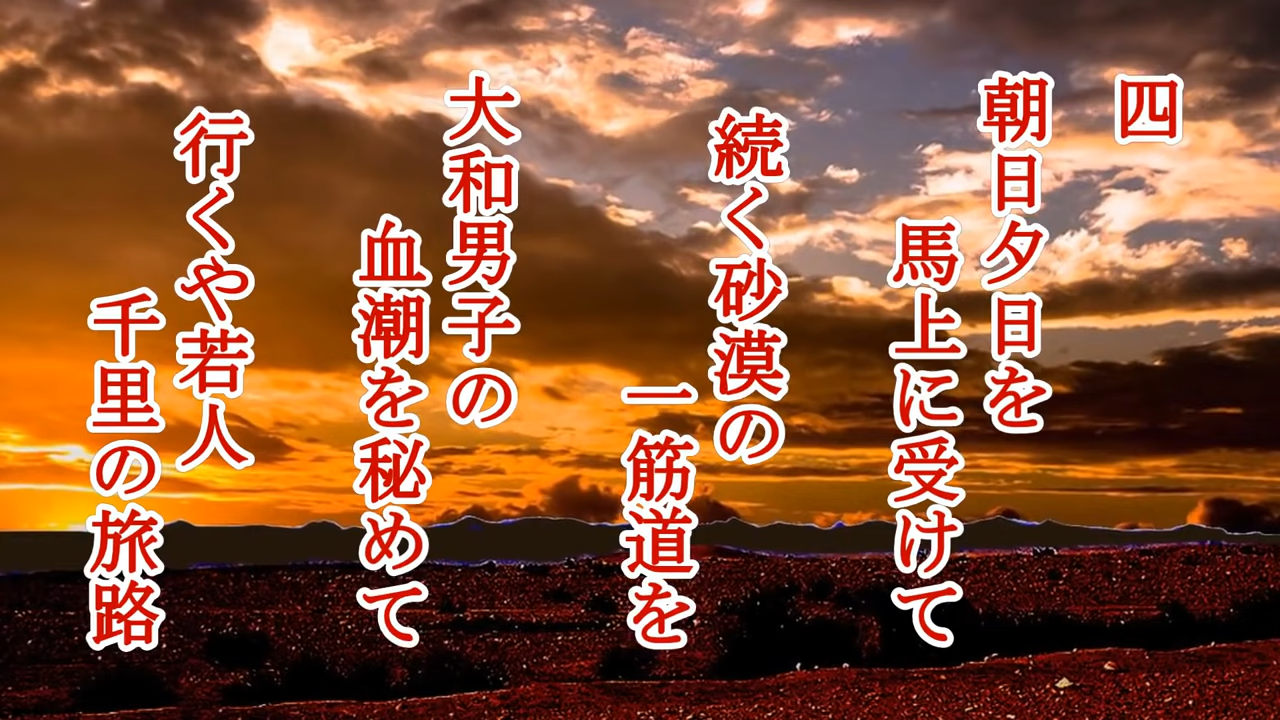 四
朝日夕日を
馬上に受けて
続く砂漠の
一筋道を
大和男子の
血潮を秘めて
行くや若人
千里の旅路